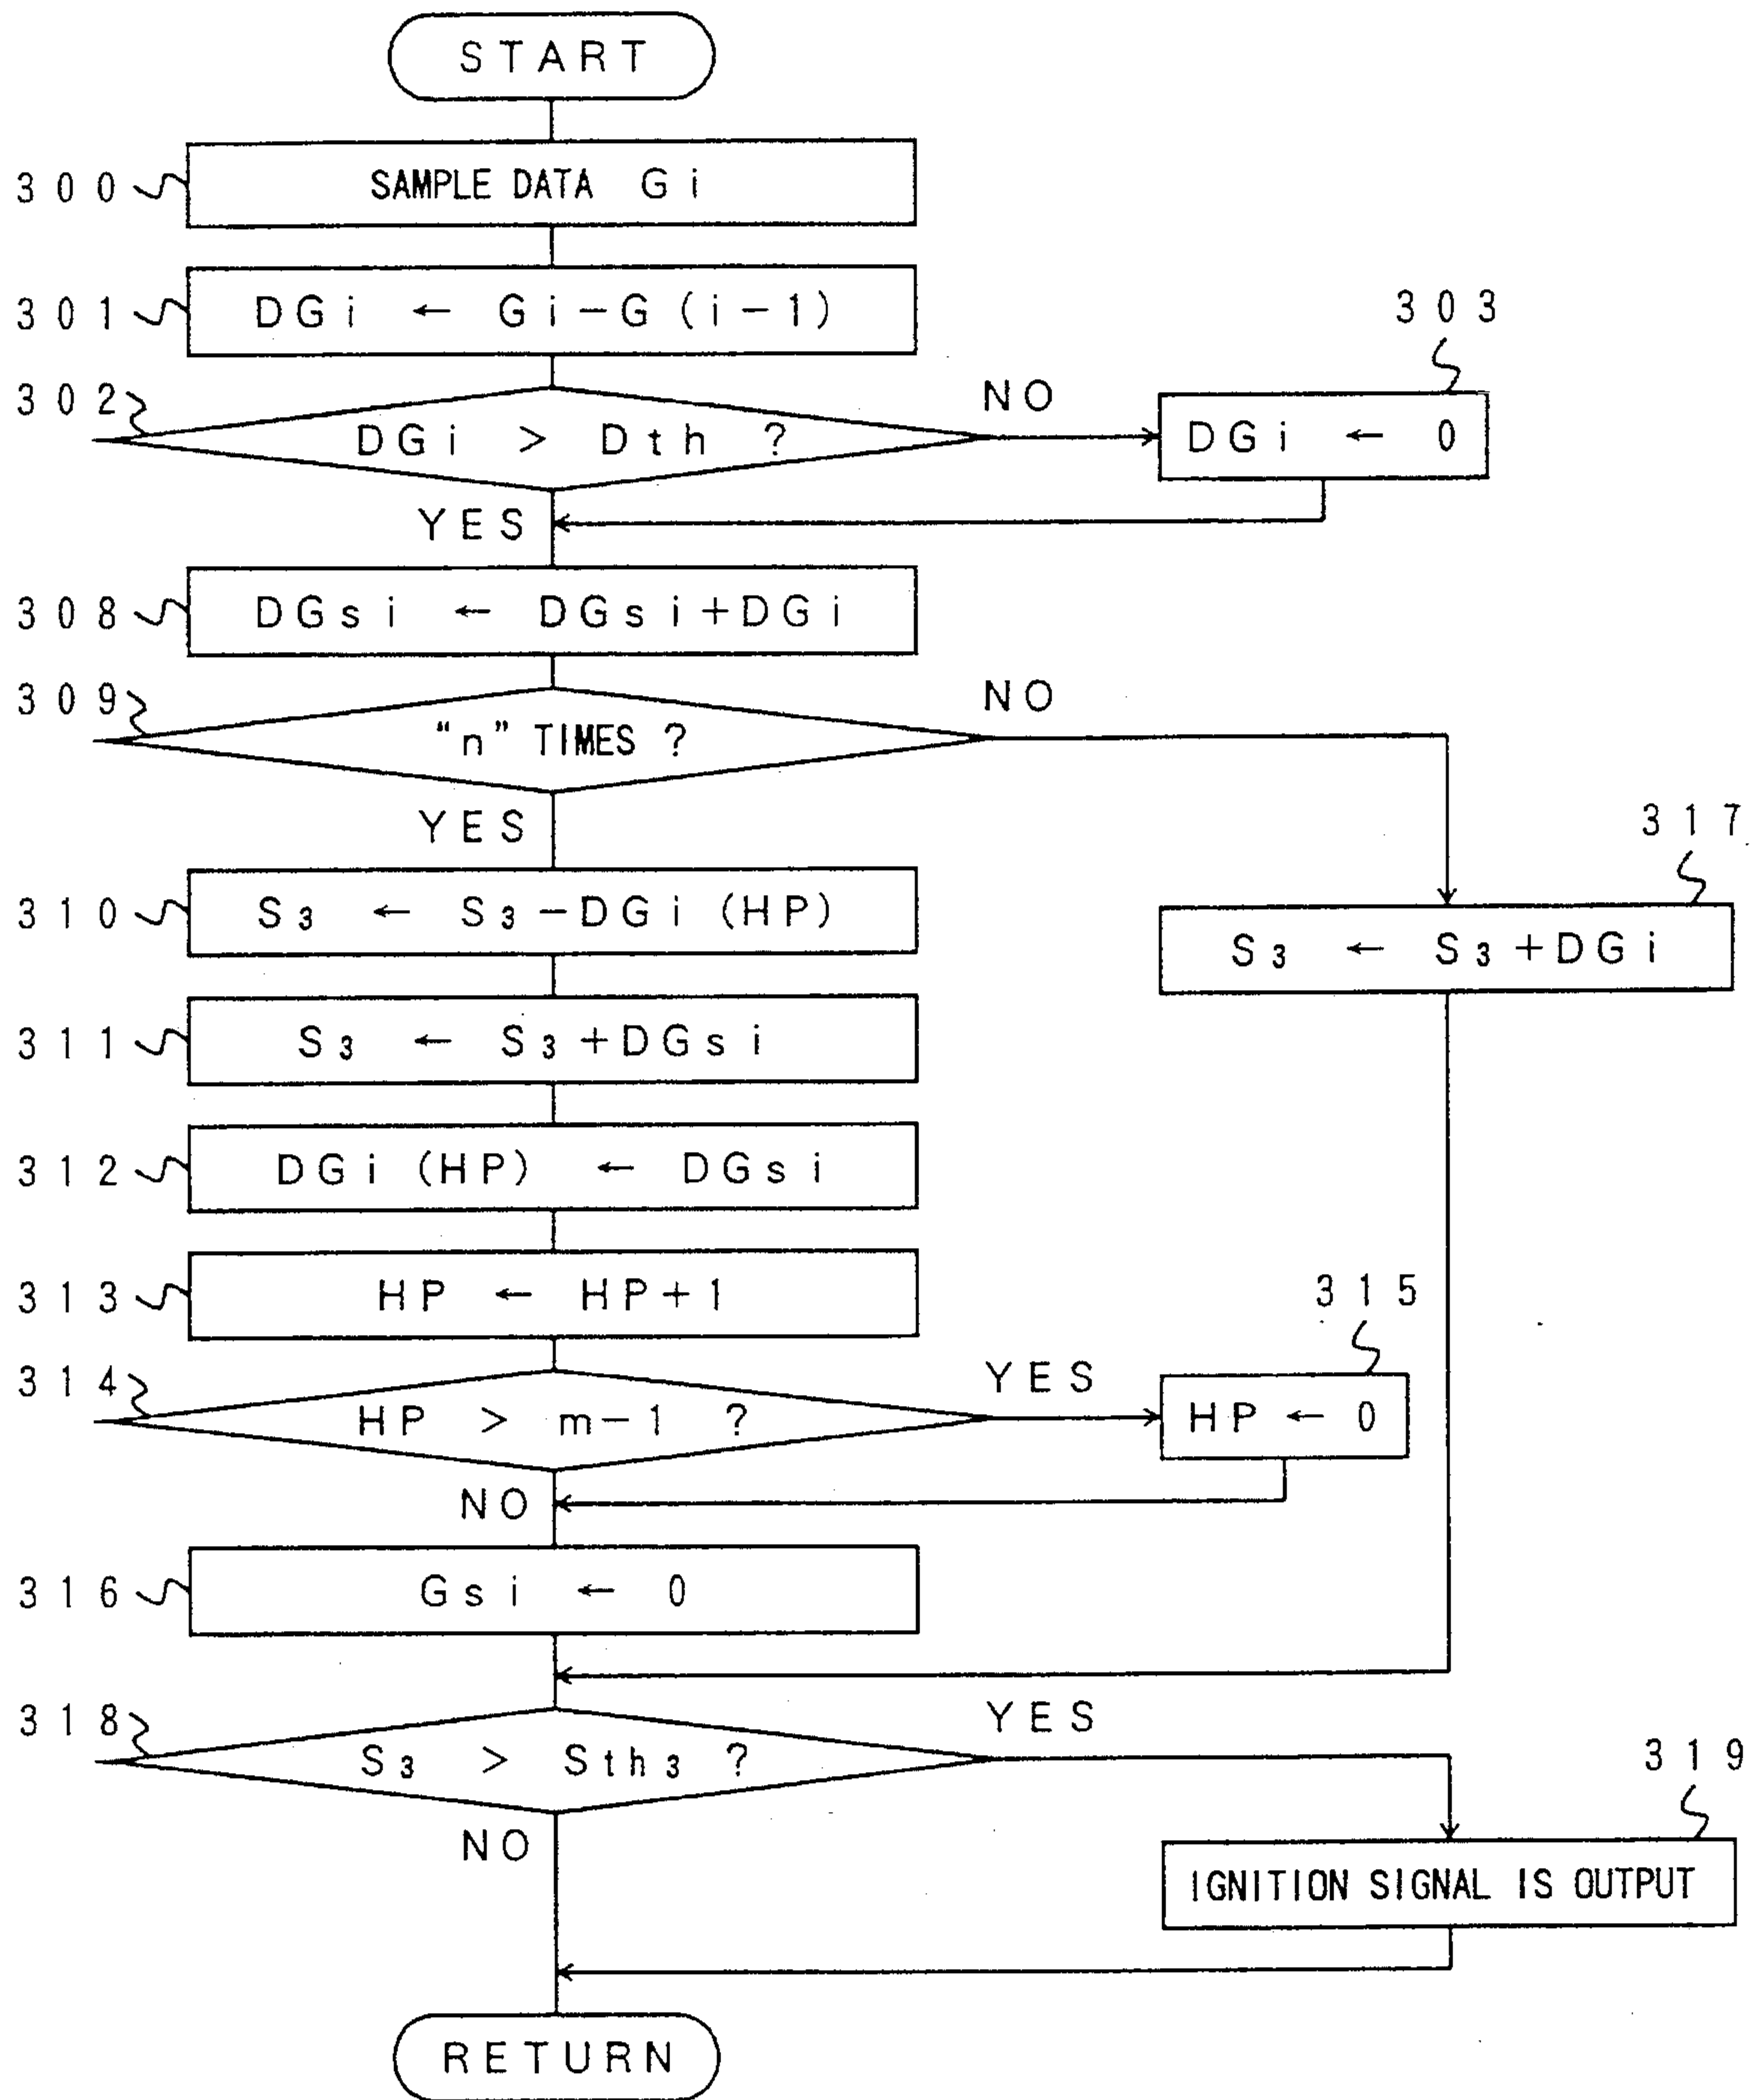 START
300 SAMPLE DATA Gi
301 DGi ← Gi-G(i-1)
303
302 DGi > Dth ?
NO
DGi ← 0
YES
308 DGsi ← DGsi+DGi
309 "n" TIMES ?
NO
YES
317
S3 ← S3+DGi
310 S3 ← S3-DGi(HP)
311 S3 ← S3+DGsi
312 DGi(HP) ← DGsi
313 HP ← HP+1
315
314 HP > m-1 ?
YES
HP ← 0
NO
316 Gsi ← 0
318 S3 > Sth3 ?
YES
319
NO
IGNITION SIGNAL IS OUTPUT
RETURN